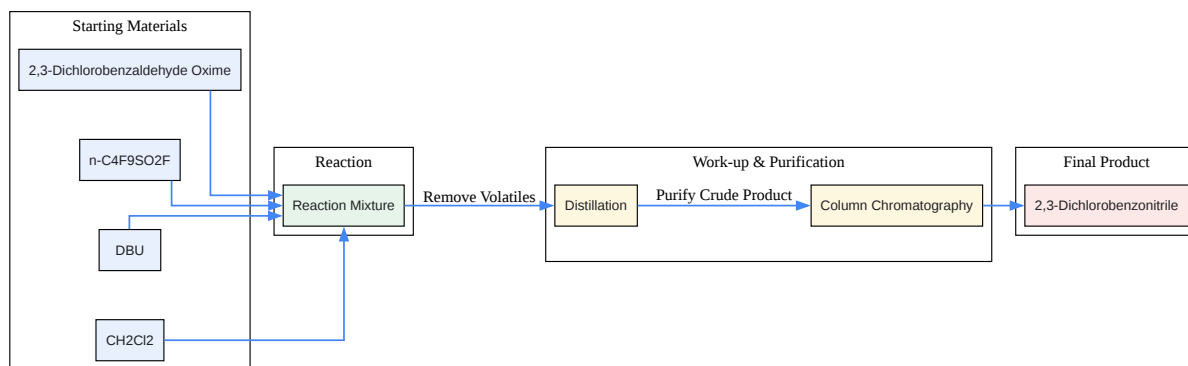 Starting Materials
2,3-Dichlorobenzaldehyde Oxime
n-C4F9SO2F
DBU
CH2Cl2
Reaction
Reaction Mixture
Remove Volatiles
Work-up & Purification
Distillation
Purify Crude Product
Column Chromatography
Final Product
2,3-Dichlorobenzonitrile